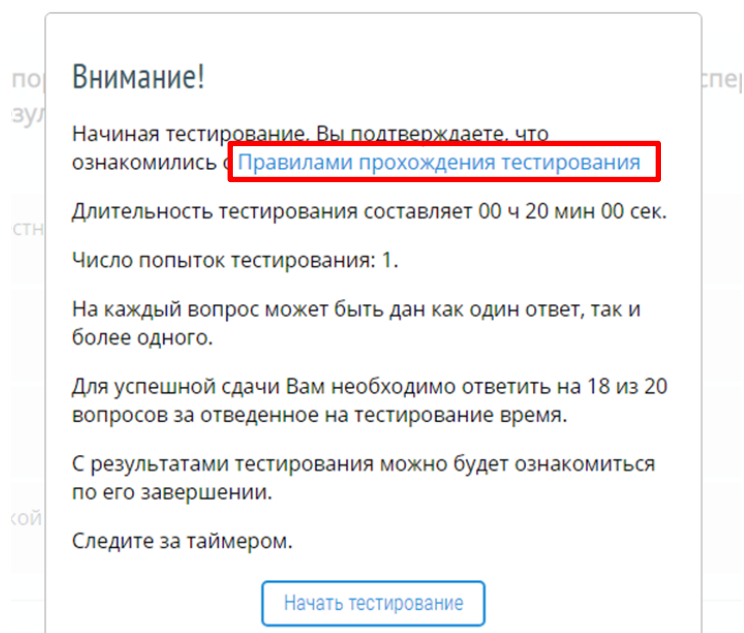 Внимание!
Начиная тестирование, Вы подтверждаете, что
ознакомились с Правилами прохождения тестирования
Длительность тестирования составляет 00 ч 20 мин 00 сек.
Число попыток тестирования: 1.
На каждый вопрос может быть дан как один ответ, так и
более одного.
Для успешной сдачи Вам необходимо ответить на 18 из 20
вопросов за отведенное на тестирование время.
С результатами тестирования можно будет ознакомиться
по его завершении.
Следите за таймером.
Начать тестирование